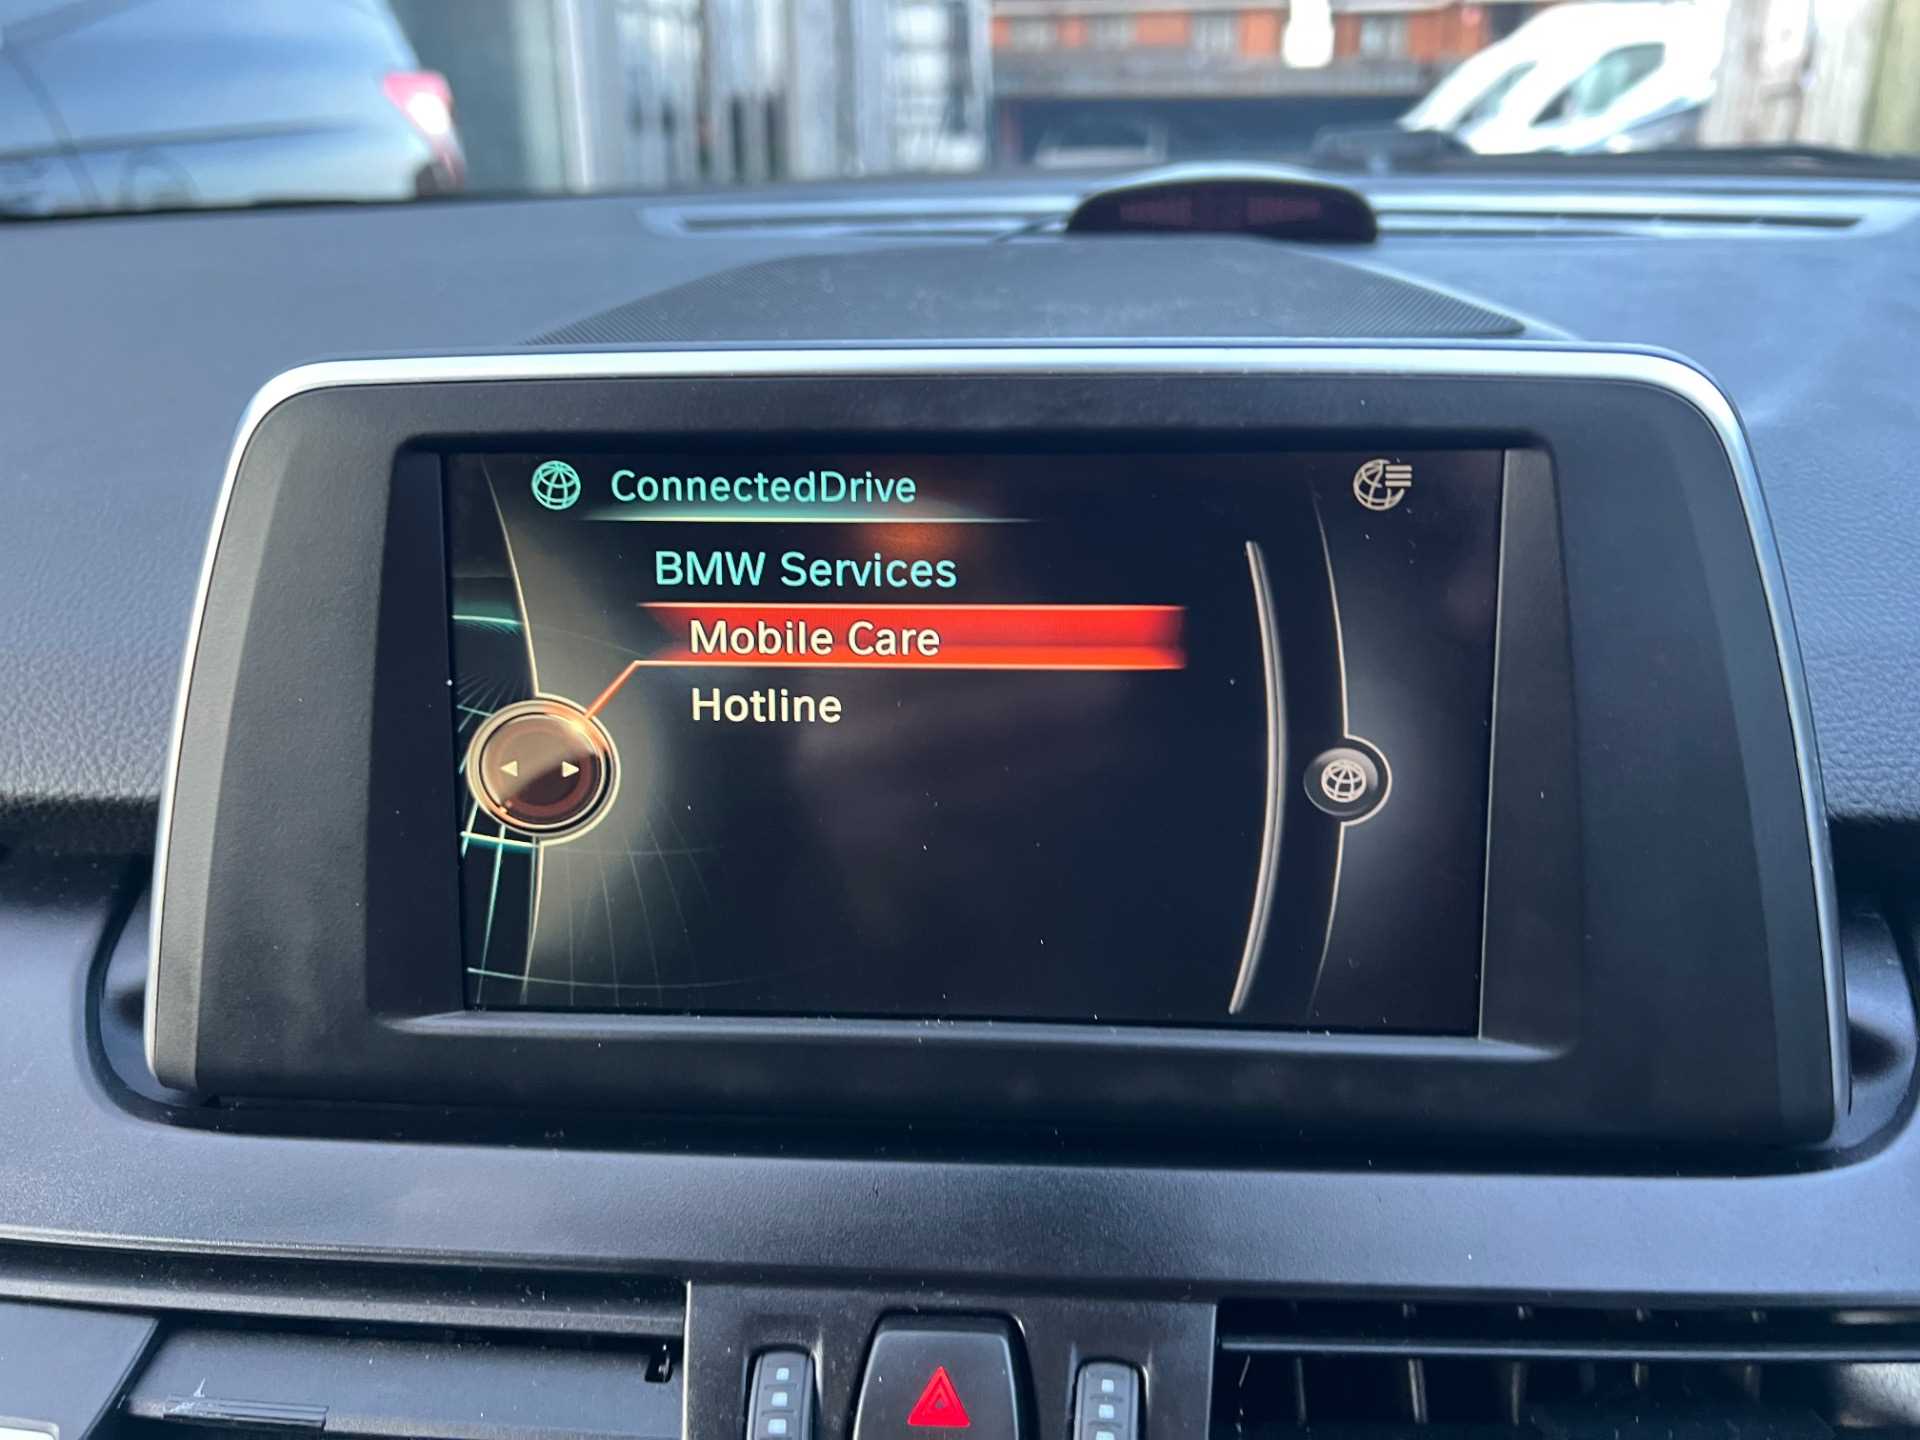 ConnectedDrive
BMW Services
Mobile Care
Hotline